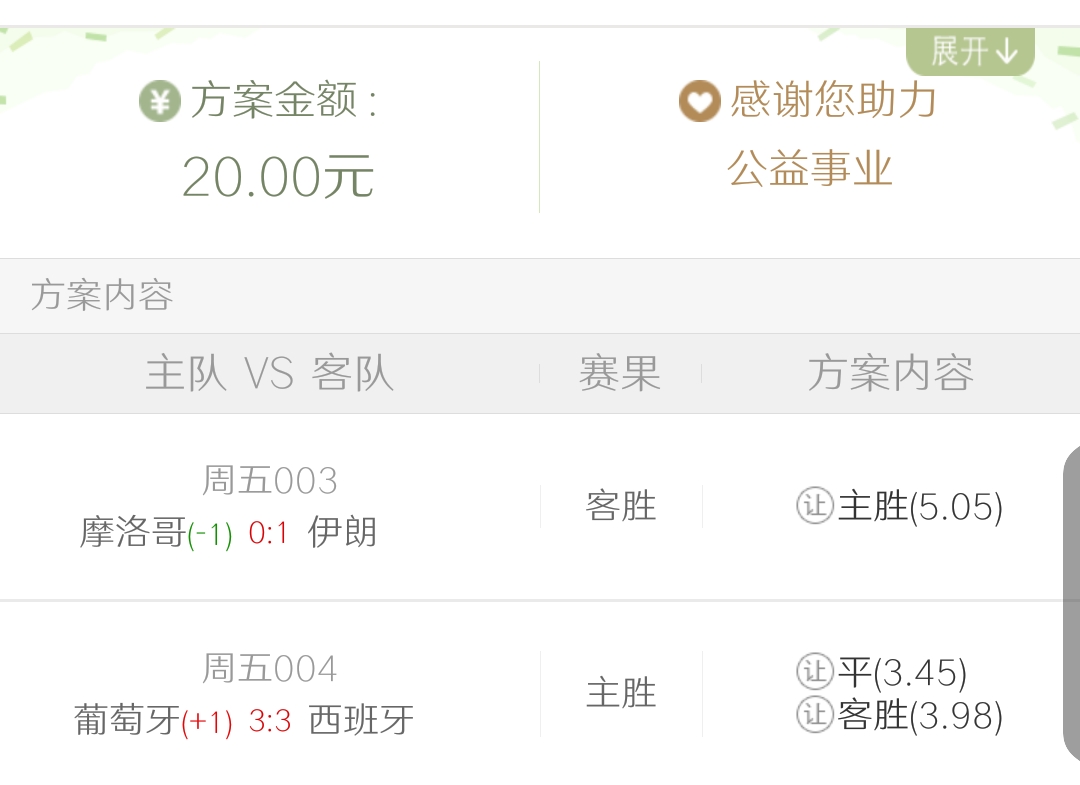 展开↓
¥ 方案金额：
20.00元
感谢您助力
公益事业
方案内容
主队 VS 客队 赛果 方案内容
周五003
摩洛哥(-1) 0:1 伊朗 客胜 让主胜(5.05)
周五004
葡萄牙(+1) 3:3 西班牙 主胜 让平(3.45)
让客胜(3.98)